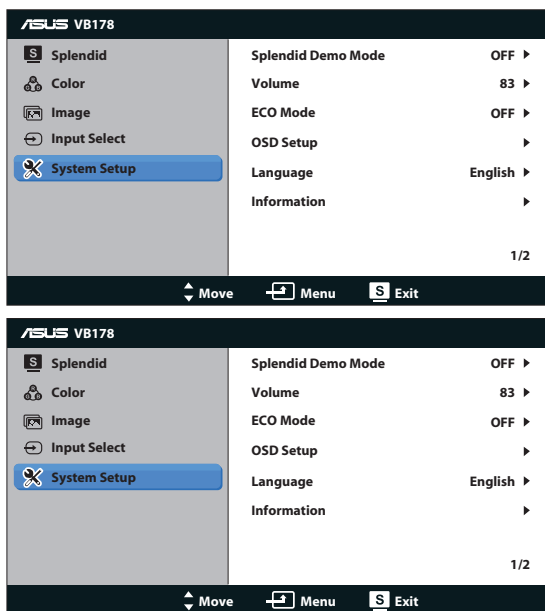 ASUS VB178
S Splendid
Color
Image
Input Select
System Setup
Splendid Demo Mode OFF
Volume 83
ECO Mode OFF
OSD Setup
Language English
Information
1/2
Move Menu S Exit
ASUS VB178
S Splendid
Color
Image
Input Select
System Setup
Splendid Demo Mode OFF
Volume 83
ECO Mode OFF
OSD Setup
Language English
Information
1/2
Move Menu S Exit